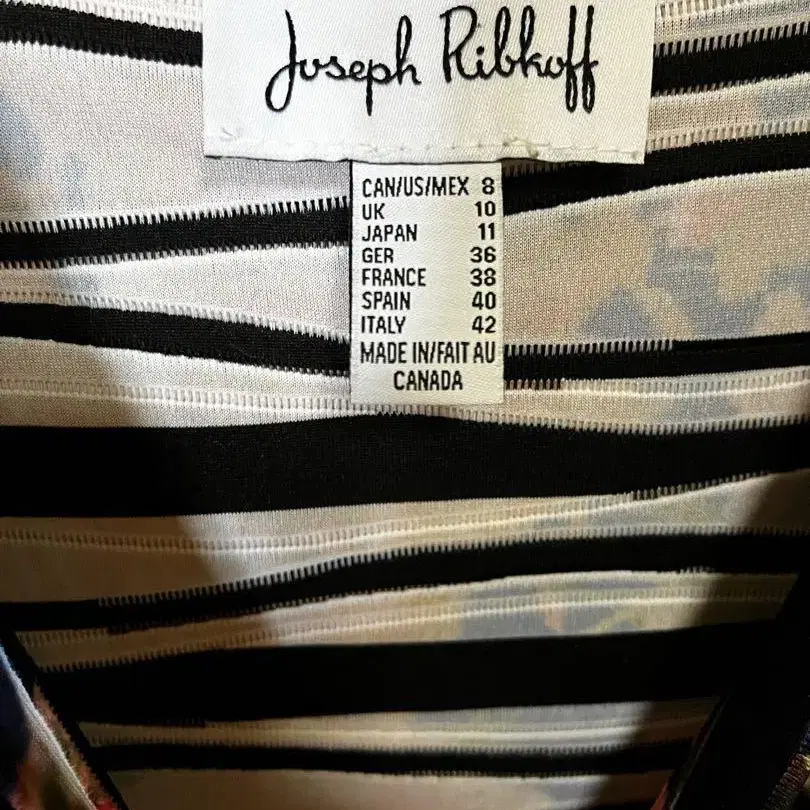 Joseph Ribkoff
CAN/US/MEX 8
UK 10
JAPAN 11
GER 36
FRANCE 38
SPAIN 40
ITALY 42
MADE IN/FAIT AU
CANADA